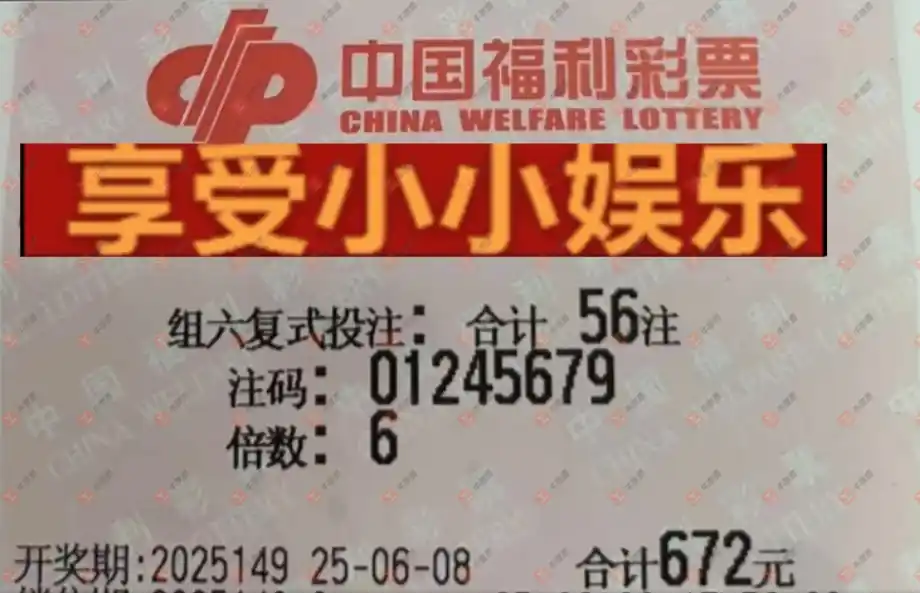 中国福利彩票
CHINA WELFARE LOTTERY
享受小小娱乐
组六复式投注：合计 56注
注码：01245679
倍数：6
开奖期:2025149 25-06-08 合计672元